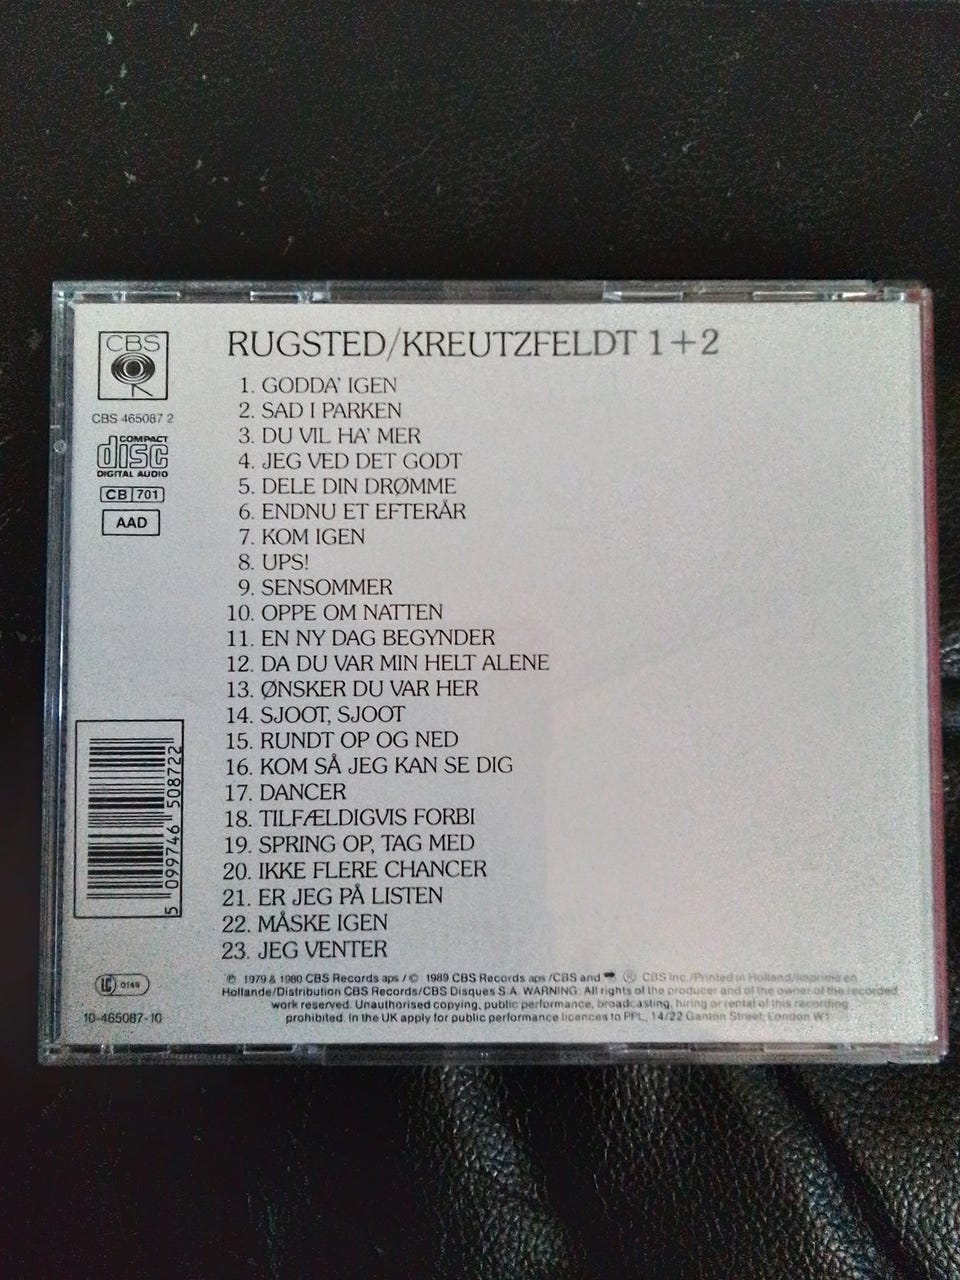 CBS
CBS 465087 2
COMPACT
disc
DIGITAL AUDIO
CB 701
AAD
RUGSTED/KREUTZFELDT 1+2
1. GODDA' IGEN
2. SAD I PARKEN
3. DU VIL HA' MER
4. JEG VED DET GODT
5. DELE DIN DRØMME
6. ENDNU ET EFTERÅR
7. KOM IGEN
8. UPS!
9. SENSOMMER
10. OPPE OM NATTEN
11. EN NY DAG BEGYNDER
12. DA DU VAR MIN HELT ALENE
13. ØNSKER DU VAR HER
14. SJOOT, SJOOT
15. RUNDT OP OG NED
16. KOM SÅ JEG KAN SE DIG
17. DANCER
18. TILFÆLDIGVIS FORBI
19. SPRING OP, TAG MED
20. IKKE FLERE CHANCER
21. ER JEG PÅ LISTEN
22. MÅSKE IGEN
23. JEG VENTER
5 099746 508722
LC 0149
10-465087-10
℗ 1979 & 1980 CBS Records aps / © 1989 CBS Records aps /CBS and ® CBS Inc./Printed in Holland/Imprimé en
Hollande/Distribution CBS Records/CBS Disques S.A. WARNING. All rights of the producer and of the owner of the recorded
work reserved. Unauthorised copying, public performance, broadcasting, hiring or rental of this recording
prohibited. In the UK apply for public performance licences to PPL, 14/22 Ganton Street, London W1